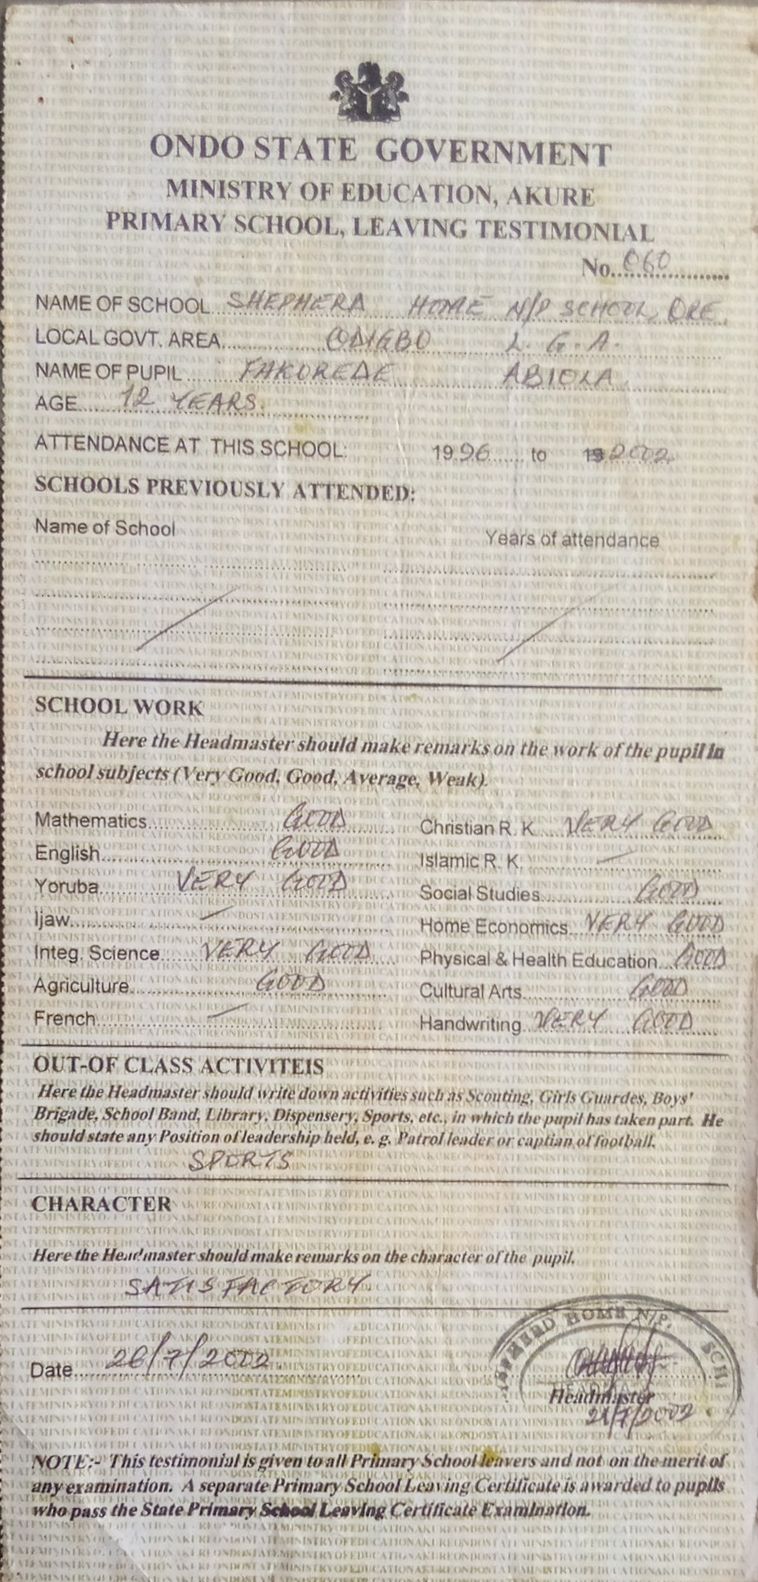 ONDO STATE GOVERNMENT
MINISTRY OF EDUCATION, AKURE
PRIMARY SCHOOL, LEAVING TESTIMONIAL
No. 060
NAME OF SCHOOL SHEPHERD HOME N/P SCHOOL, ORE
LOCAL GOVT. AREA ODIGBO L.G.A.
NAME OF PUPIL FAKOREDE ABIOLA
AGE 12 YEARS.
ATTENDANCE AT THIS SCHOOL: 1996 to 19 2002
SCHOOLS PREVIOUSLY ATTENDED:
Name of School Years of attendance
SCHOOL WORK
Here the Headmaster should make remarks on the work of the pupil in
school subjects (Very Good, Good, Average, Weak).
Mathematics GOOD Christian R. K. VERY GOOD
English GOOD Islamic R. K. —
Yoruba VERY GOOD Social Studies GOOD
Ijaw — Home Economics VERY GOOD
Integ. Science VERY GOOD Physical & Health Education GOOD
Agriculture GOOD Cultural Arts GOOD
French — Handwriting VERY GOOD
OUT-OF CLASS ACTIVITEIS
Here the Headmaster should write down activities such as Scouting, Girls Guardes, Boys'
Brigade, School Band, Library, Dispensery, Sports, etc., in which the pupil has taken part. He
should state any Position of leadership held, e. g. Patrol leader or captian of football.
SPORTS
CHARACTER
Here the Headmaster should make remarks on the character of the pupil.
SATISFACTORY
SHEPHERD HOME N/P. SCH
Date 26/7/2002
Headmaster
26/7/2002
NOTE:- This testimonial is given to all Primary School leavers and not on the merit of
any examination. A separate Primary School Leaving Certificate is awarded to pupils
who pass the State Primary School Leaving Certificate Examination.